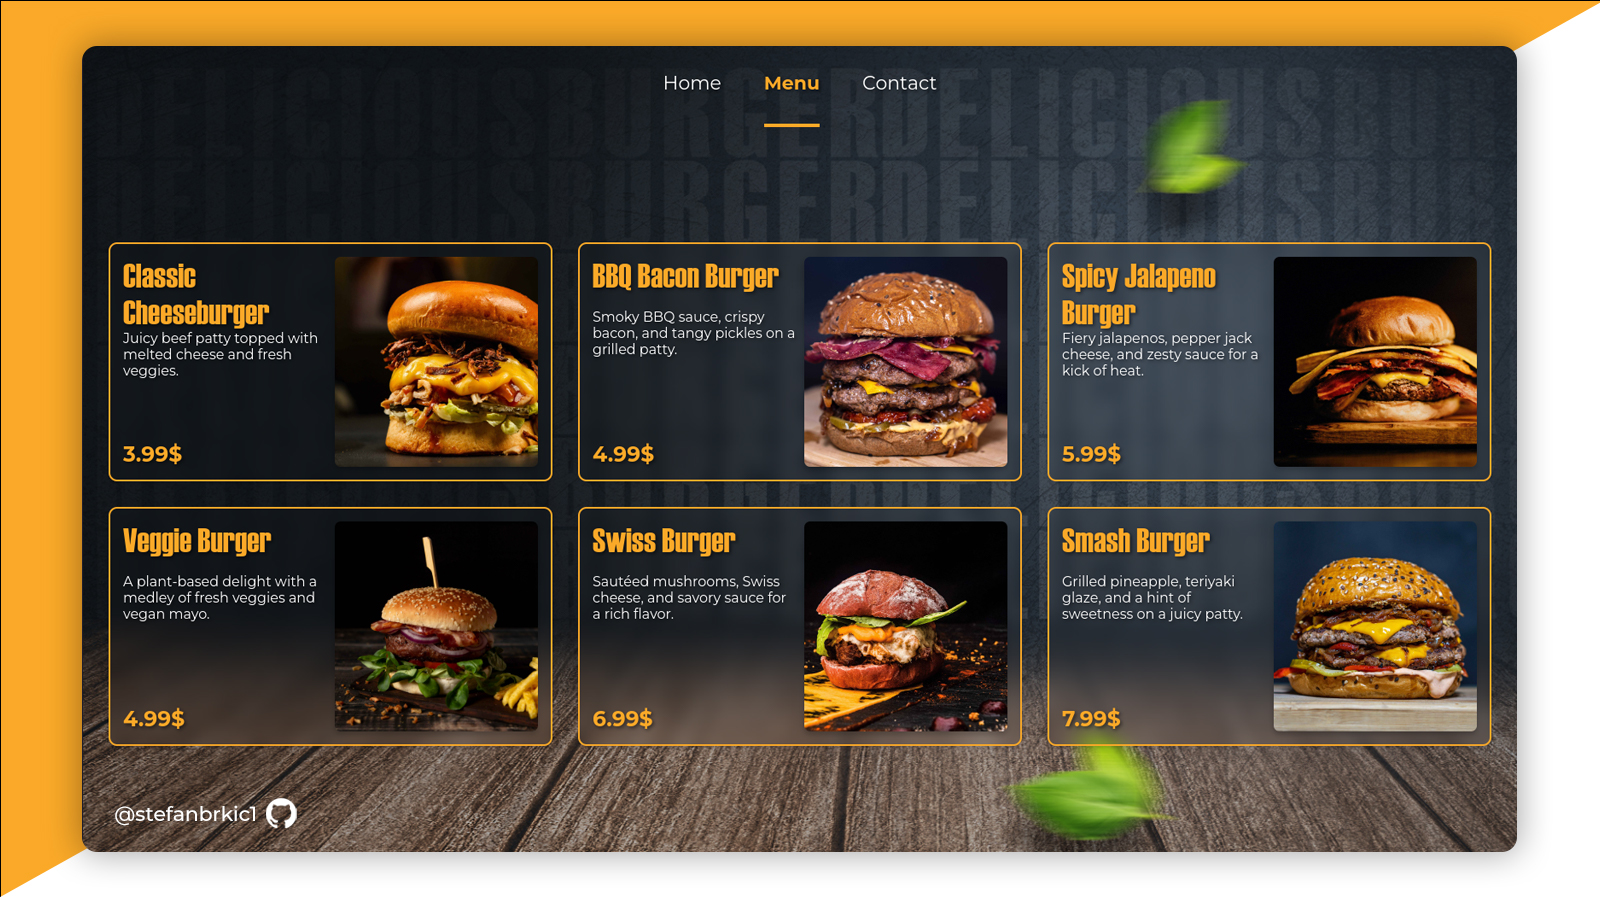 Home Menu Contact
DELICIOUSBURGERDELICIOUSBUR
DELICIOUSBURGERDELICIOUSBUR
Classic
Cheeseburger
Juicy beef patty topped with
melted cheese and fresh
veggies.
3.99$
BBQ Bacon Burger
Smoky BBQ sauce, crispy
bacon, and tangy pickles on a
grilled patty.
4.99$
Spicy Jalapeno
Burger
Fiery jalapenos, pepper jack
cheese, and zesty sauce for a
kick of heat.
5.99$
Veggie Burger
A plant-based delight with a
medley of fresh veggies and
vegan mayo.
4.99$
Swiss Burger
Sautéed mushrooms, Swiss
cheese, and savory sauce for
a rich flavor.
6.99$
Smash Burger
Grilled pineapple, teriyaki
glaze, and a hint of
sweetness on a juicy patty.
7.99$
@stefanbrkic1